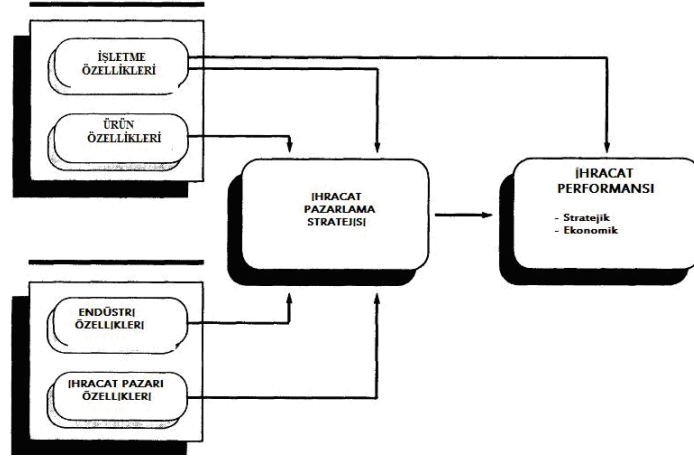 İŞLETME
ÖZELLİKLERİ
ÜRÜN
ÖZELLİKLERİ
İHRACAT
PAZARLAMA
STRATEJİSİ
İHRACAT
PERFORMANSI
- Stratejik
- Ekonomik
ENDÜSTRİ
ÖZELLİKLERİ
İHRACAT PAZARI
ÖZELLİKLERİ